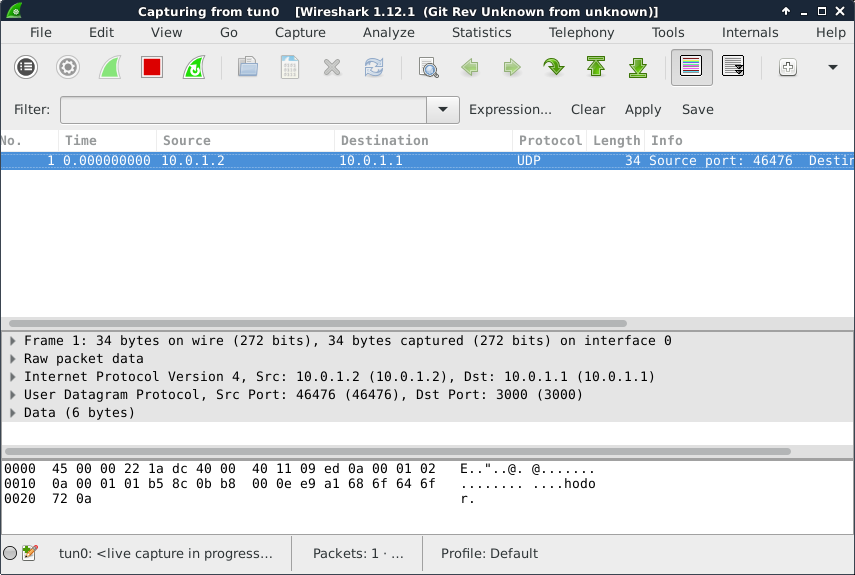 Capturing from tun0 [Wireshark 1.12.1 (Git Rev Unknown from unknown)]
File Edit View Go Capture Analyze Statistics Telephony Tools Internals Help
Filter: Expression... Clear Apply Save
No. Time Source Destination Protocol Length Info
1 0.000000000 10.0.1.2 10.0.1.1 UDP 34 Source port: 46476 Destin
Frame 1: 34 bytes on wire (272 bits), 34 bytes captured (272 bits) on interface 0
Raw packet data
Internet Protocol Version 4, Src: 10.0.1.2 (10.0.1.2), Dst: 10.0.1.1 (10.0.1.1)
User Datagram Protocol, Src Port: 46476 (46476), Dst Port: 3000 (3000)
Data (6 bytes)
0000 45 00 00 22 1a dc 40 00 40 11 09 ed 0a 00 01 02 E.."..@. @.......
0010 0a 00 01 01 b5 8c 0b b8 00 0e e9 a1 68 6f 64 6f ........ ....hodo
0020 72 0a r.
tun0: <live capture in progress... Packets: 1 · ... Profile: Default